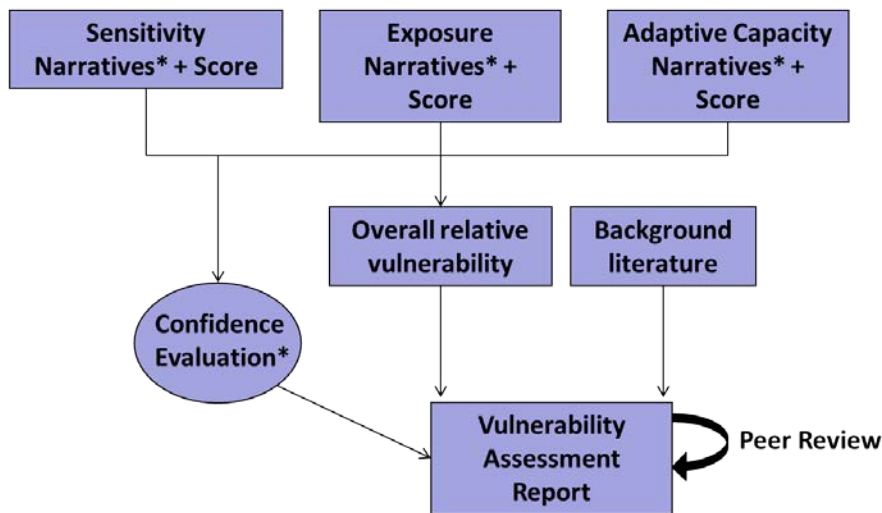 Sensitivity
Narratives* + Score
Exposure
Narratives* +
Score
Adaptive Capacity
Narratives* +
Score
Overall relative
vulnerability
Background
literature
Confidence
Evaluation*
Vulnerability
Assessment
Report
Peer Review